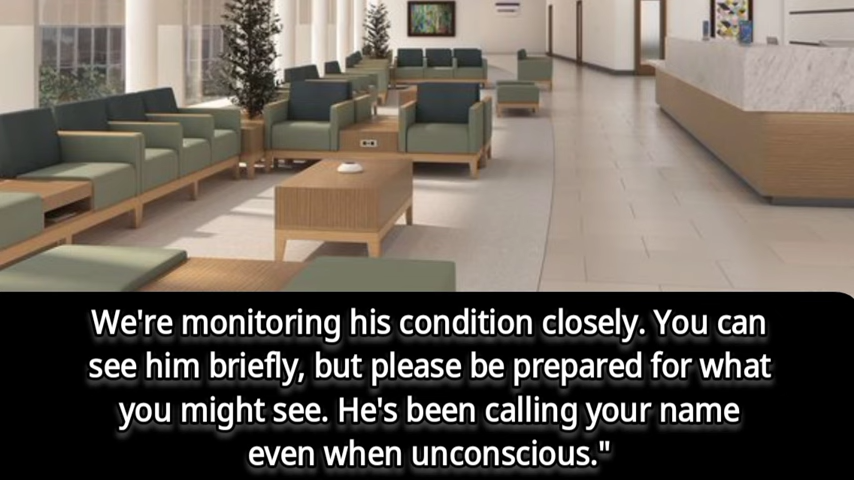 We're monitoring his condition closely. You can
see him briefly, but please be prepared for what
you might see. He's been calling your name
even when unconscious."